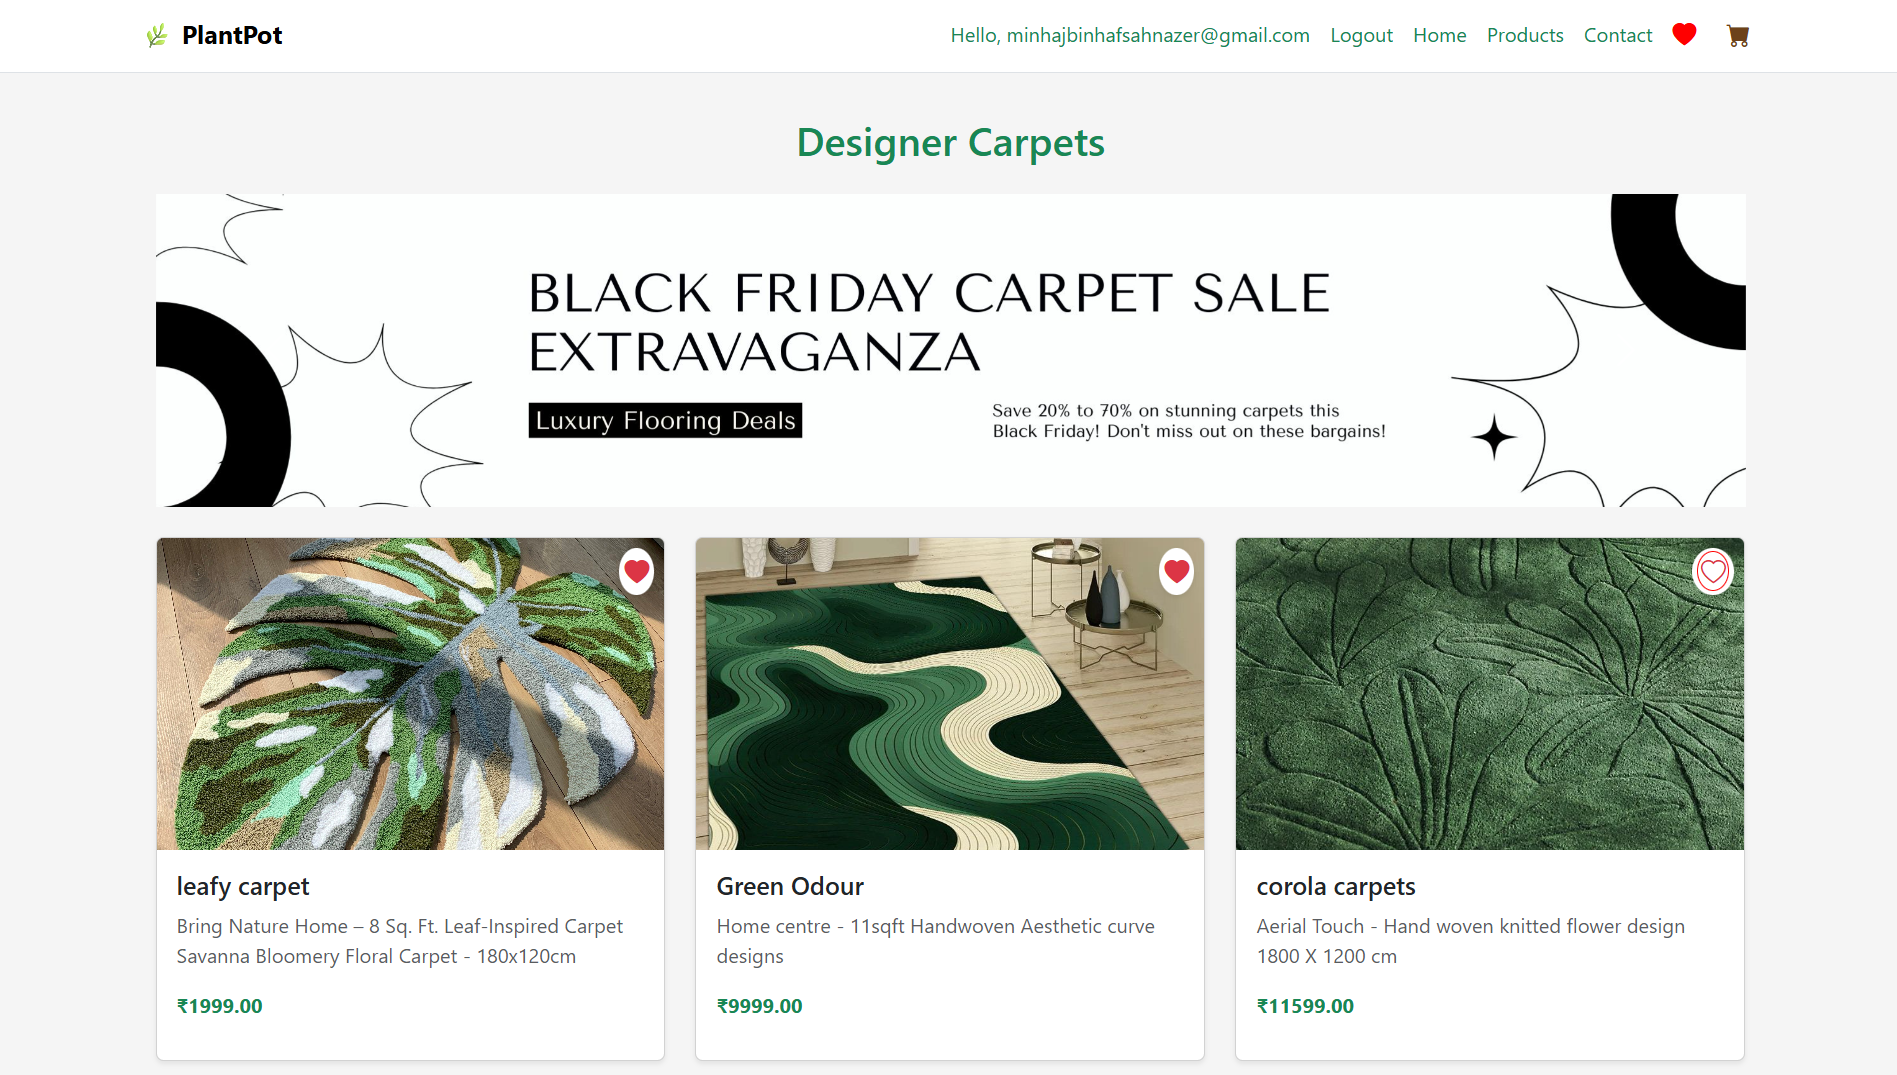 PlantPot
Hello, minhajbinhafsahnazer@gmail.com Logout Home Products Contact
Designer Carpets
BLACK FRIDAY CARPET SALE
EXTRAVAGANZA
Luxury Flooring Deals
Save 20% to 70% on stunning carpets this
Black Friday! Don't miss out on these bargains!
leafy carpet
Bring Nature Home – 8 Sq. Ft. Leaf-Inspired Carpet
Savanna Bloomery Floral Carpet - 180x120cm
₹1999.00
Green Odour
Home centre - 11sqft Handwoven Aesthetic curve
designs
₹9999.00
corola carpets
Aerial Touch - Hand woven knitted flower design
1800 X 1200 cm
₹11599.00